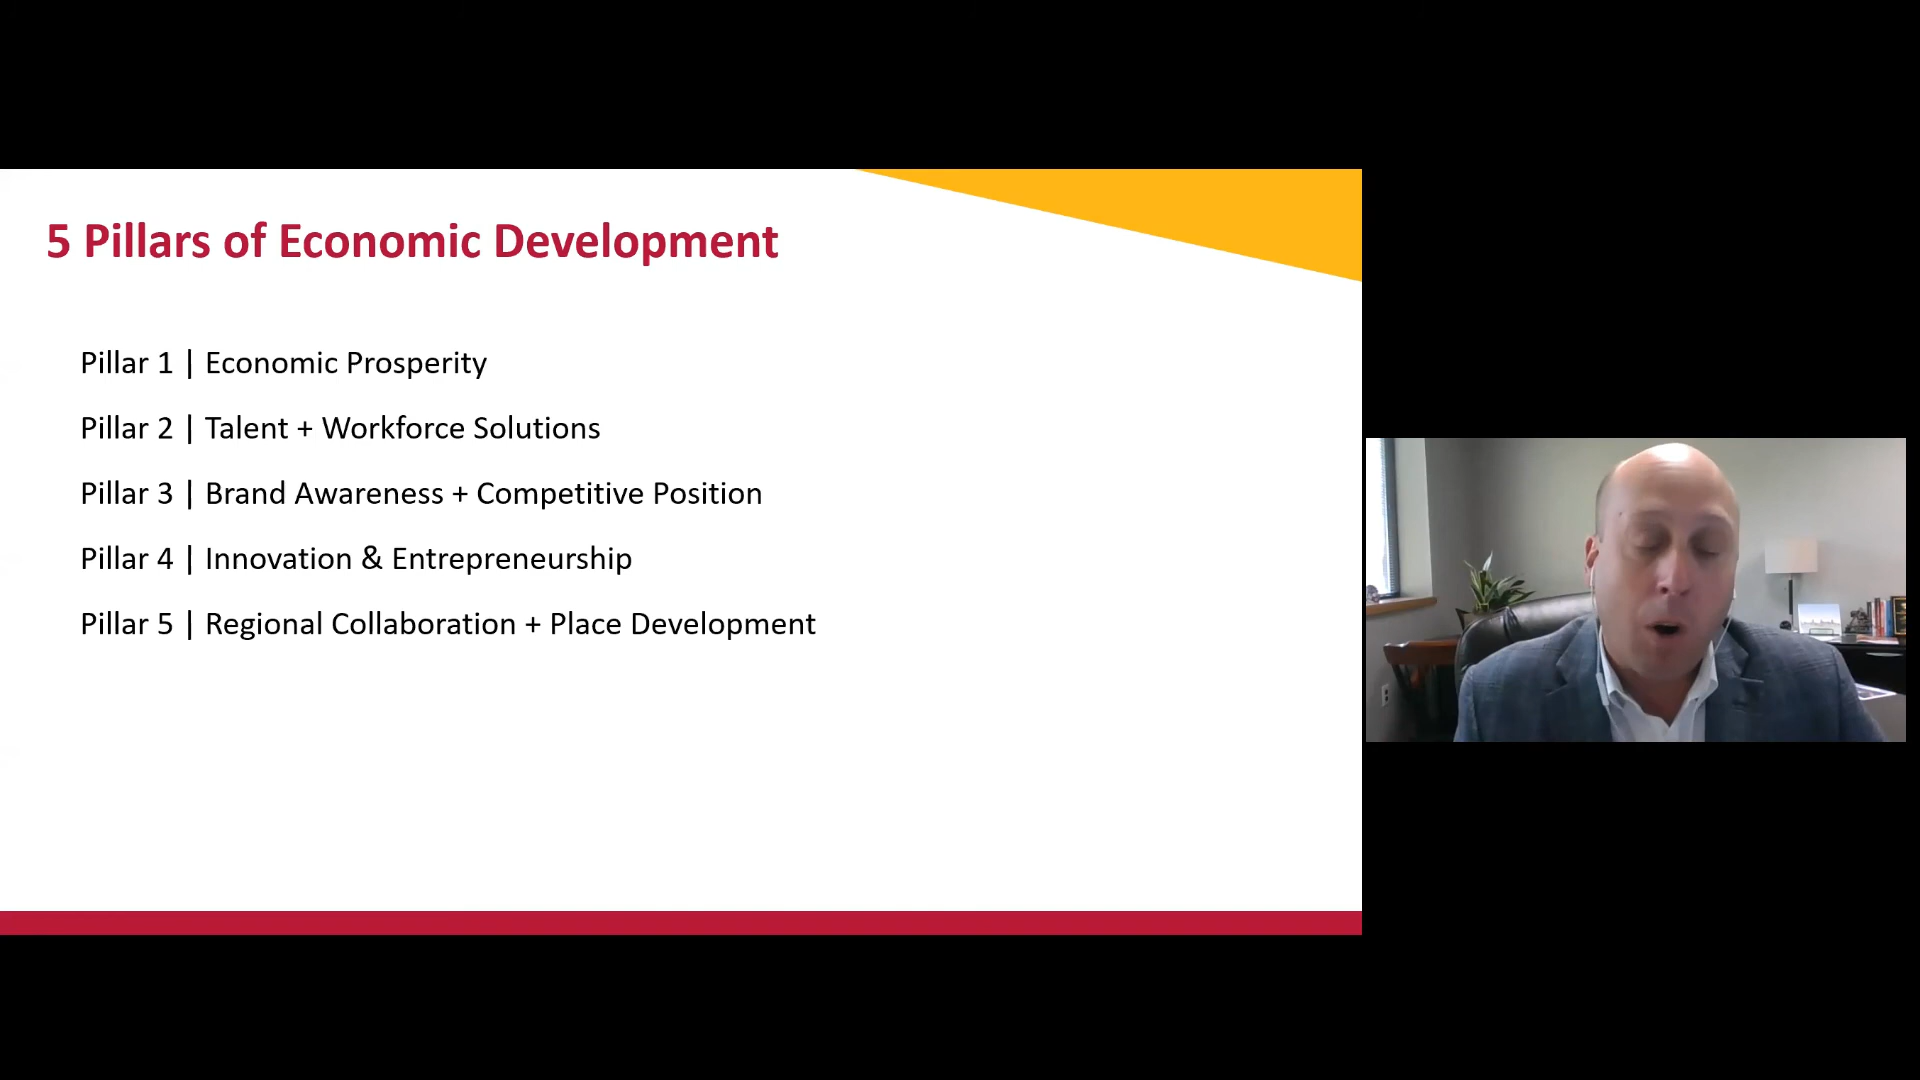 5 Pillars of Economic Development
Pillar 1 | Economic Prosperity
Pillar 2 | Talent + Workforce Solutions
Pillar 3 | Brand Awareness + Competitive Position
Pillar 4 | Innovation & Entrepreneurship
Pillar 5 | Regional Collaboration + Place Development